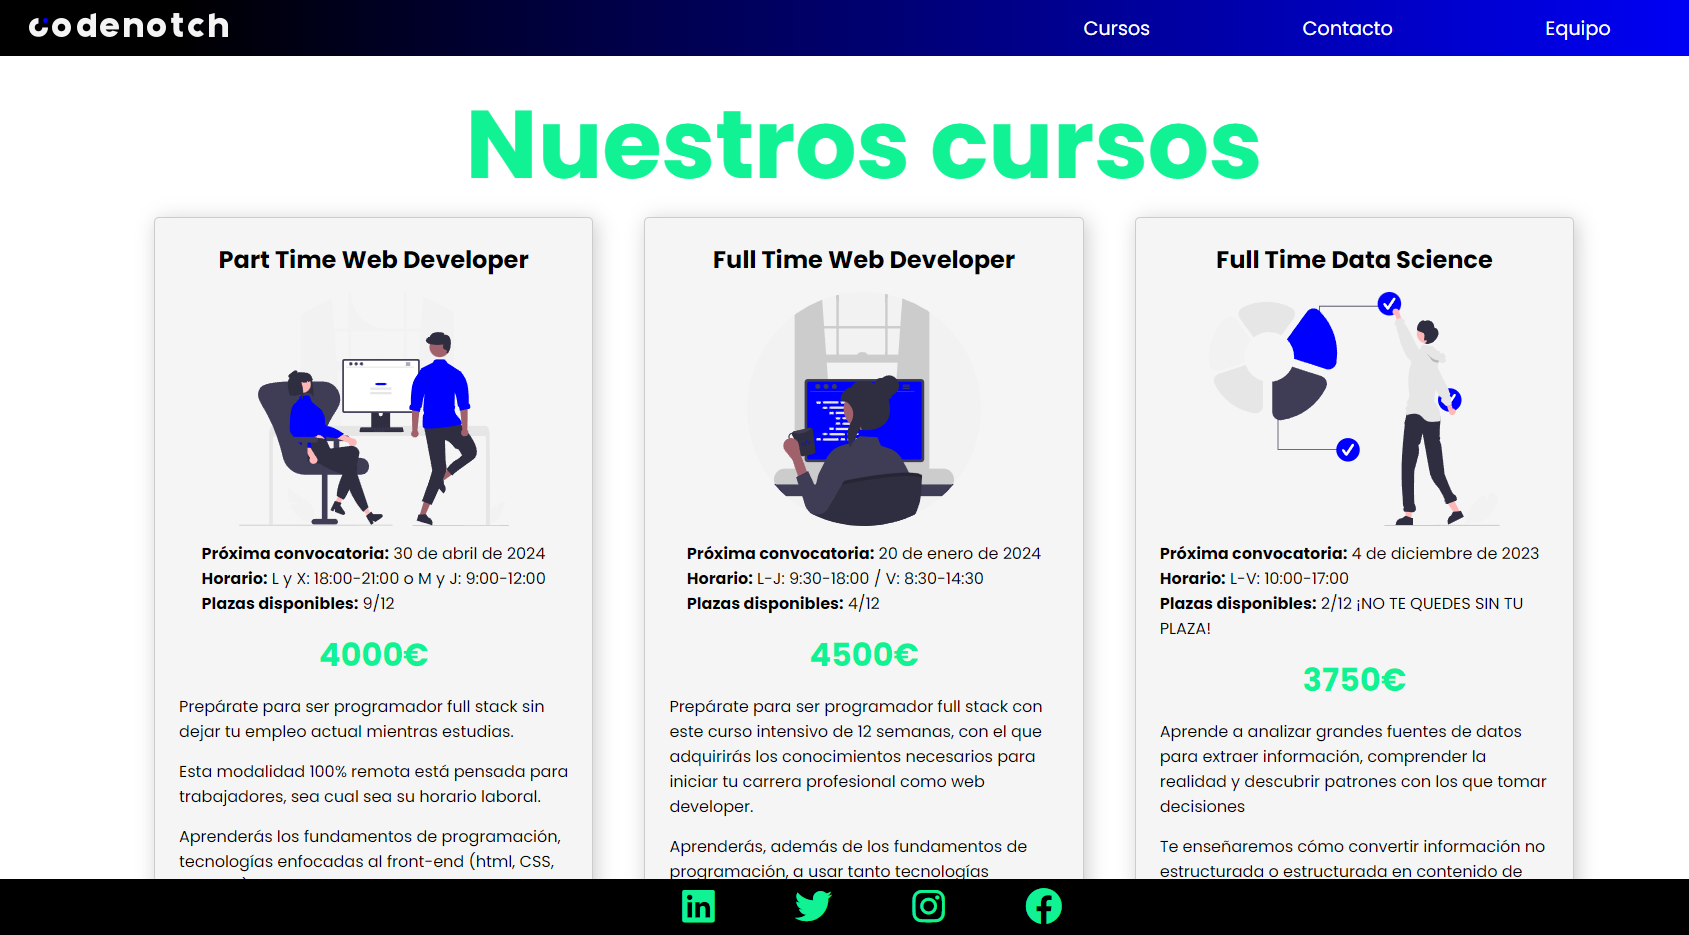 codenotch
Cursos
Contacto
Equipo
Nuestros cursos
Part Time Web Developer
Próxima convocatoria: 30 de abril de 2024
Horario: L y X: 18:00-21:00 o M y J: 9:00-12:00
Plazas disponibles: 9/12
4000€
Prepárate para ser programador full stack sin
dejar tu empleo actual mientras estudias.
Esta modalidad 100% remota está pensada para
trabajadores, sea cual sea su horario laboral.
Aprenderás los fundamentos de programación,
tecnologías enfocadas al front-end (html, CSS,
Full Time Web Developer
Próxima convocatoria: 20 de enero de 2024
Horario: L-J: 9:30-18:00 / V: 8:30-14:30
Plazas disponibles: 4/12
4500€
Prepárate para ser programador full stack con
este curso intensivo de 12 semanas, con el que
adquirirás los conocimientos necesarios para
iniciar tu carrera profesional como web
developer.
Aprenderás, además de los fundamentos de
programación, a usar tanto tecnologías
Full Time Data Science
Próxima convocatoria: 4 de diciembre de 2023
Horario: L-V: 10:00-17:00
Plazas disponibles: 2/12 ¡NO TE QUEDES SIN TU
PLAZA!
3750€
Aprende a analizar grandes fuentes de datos
para extraer información, comprender la
realidad y descubrir patrones con los que tomar
decisiones
Te enseñaremos cómo convertir información no
estructurada o estructurada en contenido de